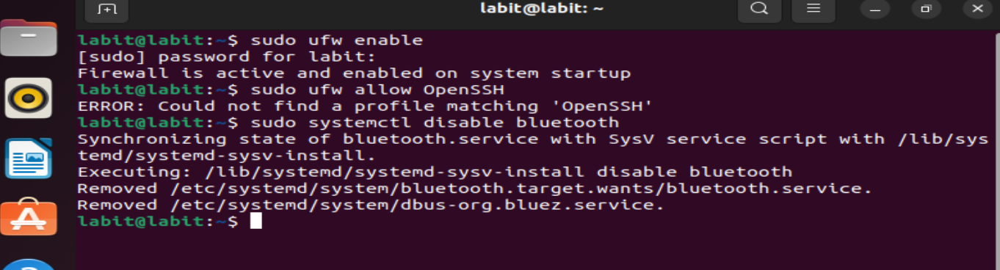 labit@labit: ~
labit@labit:~$ sudo ufw enable
[sudo] password for labit:
Firewall is active and enabled on system startup
labit@labit:~$ sudo ufw allow OpenSSH
ERROR: Could not find a profile matching 'OpenSSH'
labit@labit:~$ sudo systemctl disable bluetooth
Synchronizing state of bluetooth.service with SysV service script with /lib/sys
temd/systemd-sysv-install.
Executing: /lib/systemd/systemd-sysv-install disable bluetooth
Removed /etc/systemd/system/bluetooth.target.wants/bluetooth.service.
Removed /etc/systemd/system/dbus-org.bluez.service.
labit@labit:~$